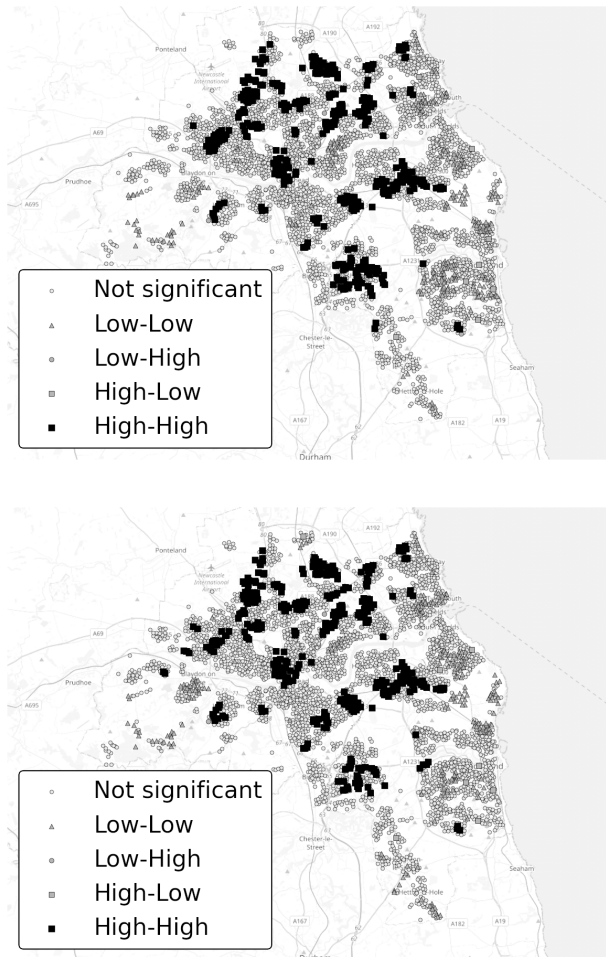 A192
A190
Ponteland
Newcastle
International
Airport
A69
Prudhoe
A695
Not significant
Low-Low
Low-High
High-Low
High-High
Chester-le-
Street
Seaham
A167
A182
A19
Durham
A192
A190
Ponteland
Newcastle
International
Airport
A69
Prudhoe
A695
Not significant
Low-Low
Low-High
High-Low
High-High
Chester-le-
Street
Seaham
A167
A182
A19